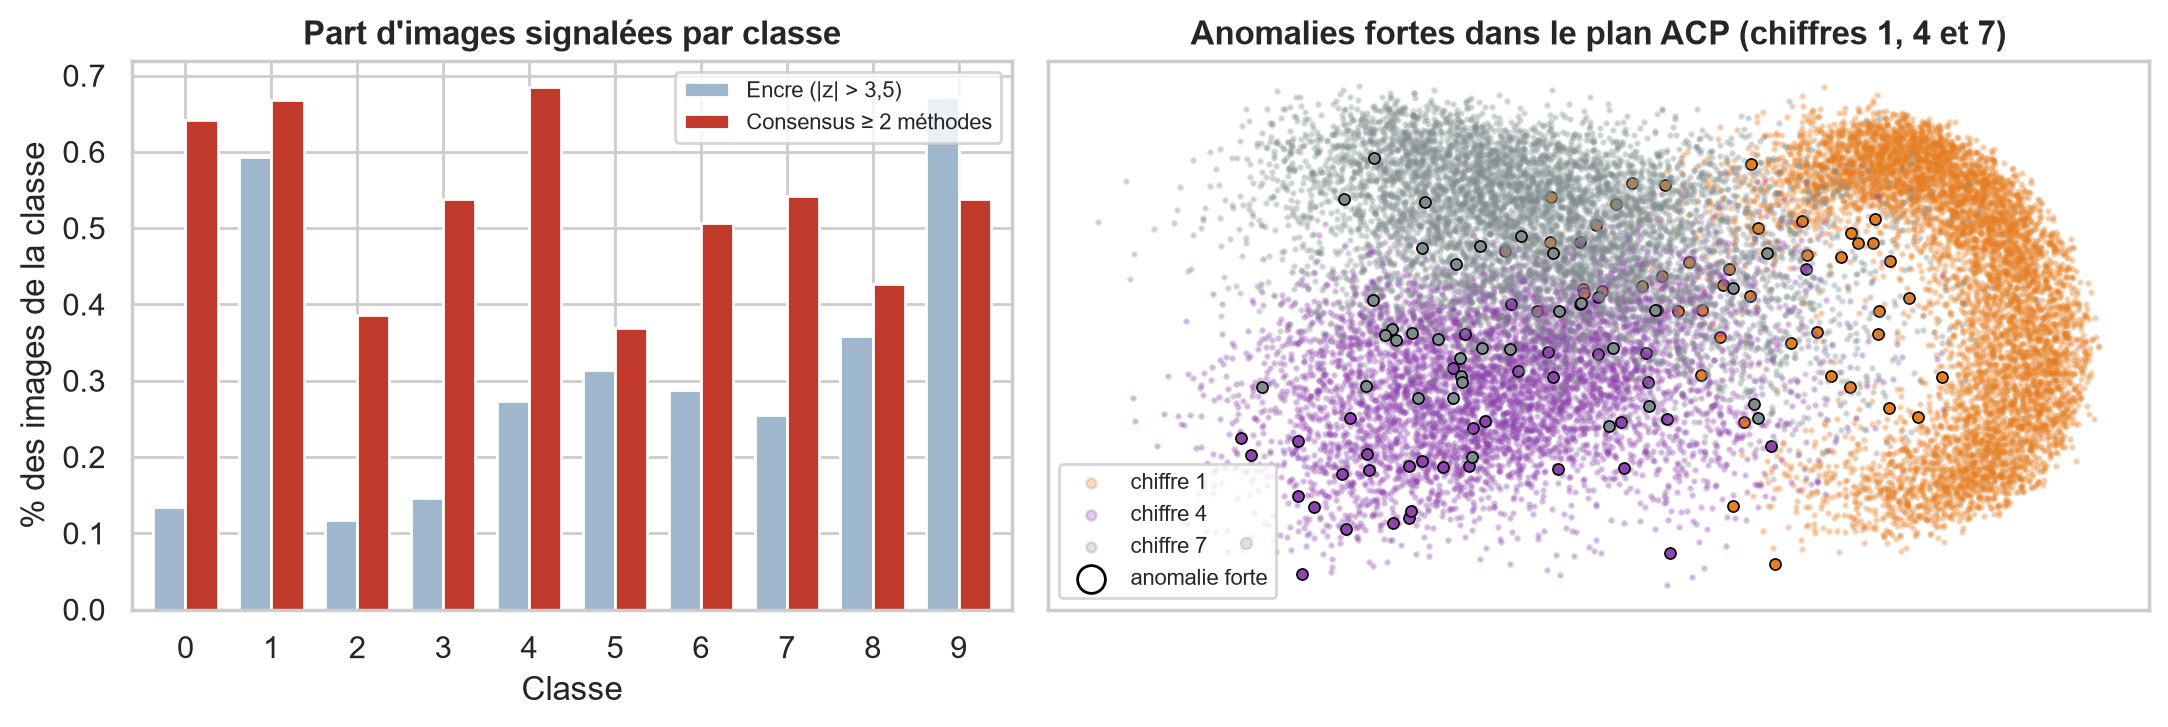 Part d'images signalées par classe
% des images de la classe
0.7
0.6
0.5
0.4
0.3
0.2
0.1
0.0
Encre (|z| > 3,5)
Consensus ≥ 2 méthodes
0 1 2 3 4 5 6 7 8 9
Classe
Anomalies fortes dans le plan ACP (chiffres 1, 4 et 7)
chiffre 1
chiffre 4
chiffre 7
anomalie forte